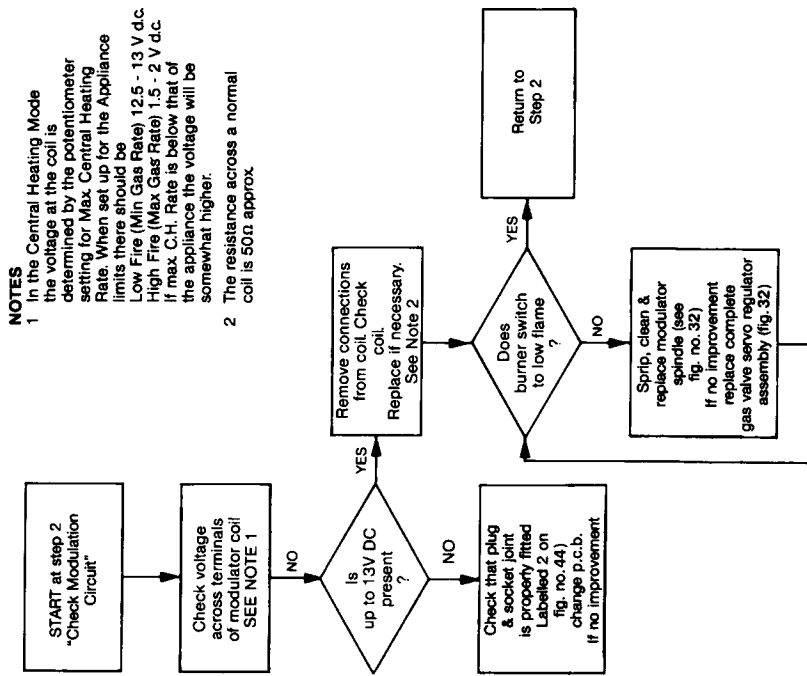 NOTES
1 In the Central Heating Mode
the voltage at the coil is
determined by the potentiometer
setting for Max. Central Heating
Rate. When set up for the Appliance
limits there should be
Low Fire (Min Gas Rate) 12.5 - 13 V d.c.
High Fire (Max Gas Rate) 1.5 - 2 V d.c.
If max. C.H. Rate is below that of
the appliance the voltage will be
somewhat higher.
2 The resistance across a normal
coil is 50Ω approx.
START at step 2
"Check Modulation
Circuit"
Check voltage
across terminals
of modulator coil
SEE NOTE 1
NO
Is
up to 13V DC
present
?
YES
NO
Check that plug
& socket joint
is properly fitted
Labelled 2 on
fig. no.44)
change p.c.b.
If no improvement
Remove connections
from coil. Check
coil.
Replace if necessary.
See Note 2
Does
burner switch
to low flame
?
YES
Return to
Step 2
NO
Sprip, clean &
replace modulator
spindle (see
fig. no. 32)
If no improvement
replace complete
gas valve servo regulator
assembly (fig. 32)